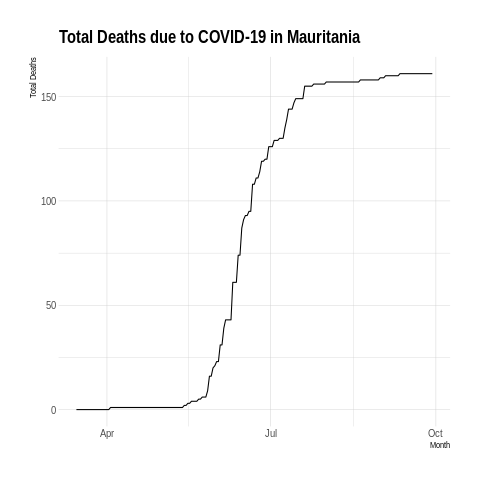 Total Deaths due to COVID-19 in Mauritania
Total Deaths
150
100
50
0
Apr
Jul
Oct
Month